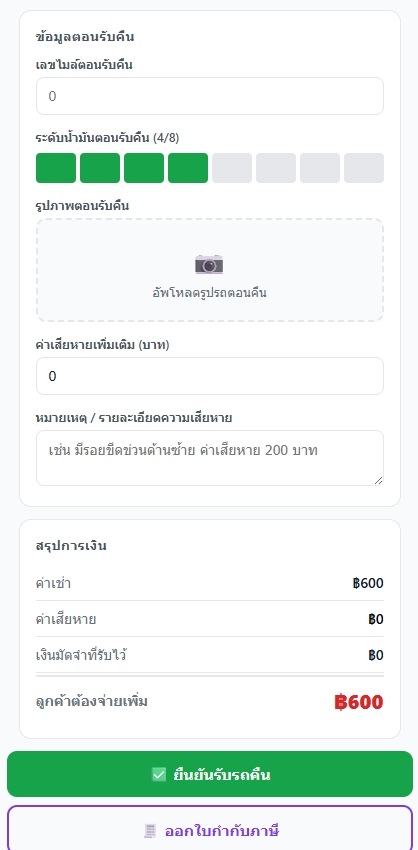 ข้อมูลตอนรับคืน
เลขไมล์ตอนรับคืน
0
ระดับน้ำมันตอนรับคืน (4/8)
รูปภาพตอนรับคืน
อัพโหลดรูปรถตอนคืน
ค่าเสียหายเพิ่มเติม (บาท)
0
หมายเหตุ / รายละเอียดความเสียหาย
เช่น มีรอยขีดข่วนด้านซ้าย ค่าเสียหาย 200 บาท
สรุปการเงิน
ค่าเช่า ฿600
ค่าเสียหาย ฿0
เงินมัดจำที่รับไว้ ฿0
ลูกค้าต้องจ่ายเพิ่ม ฿600
✅ ยืนยันรับรถคืน
🧾 ออกใบกำกับภาษี